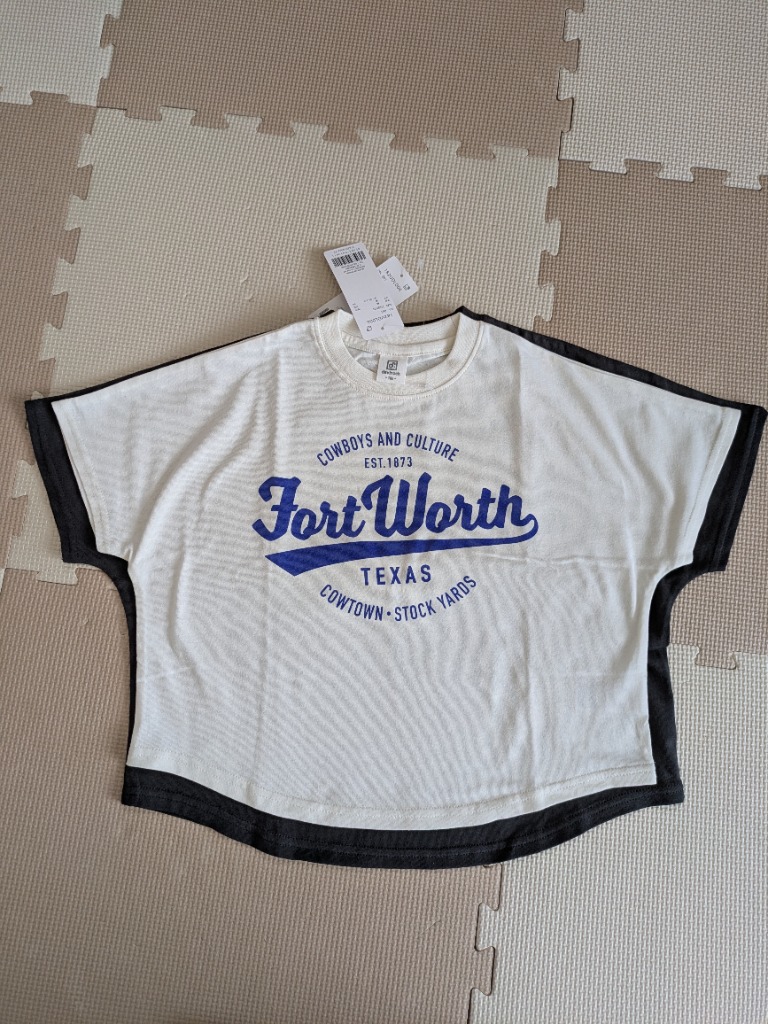 COWBOYS AND CULTURE
EST.1873
Fort Worth
TEXAS
COWTOWN • STOCK YARDS